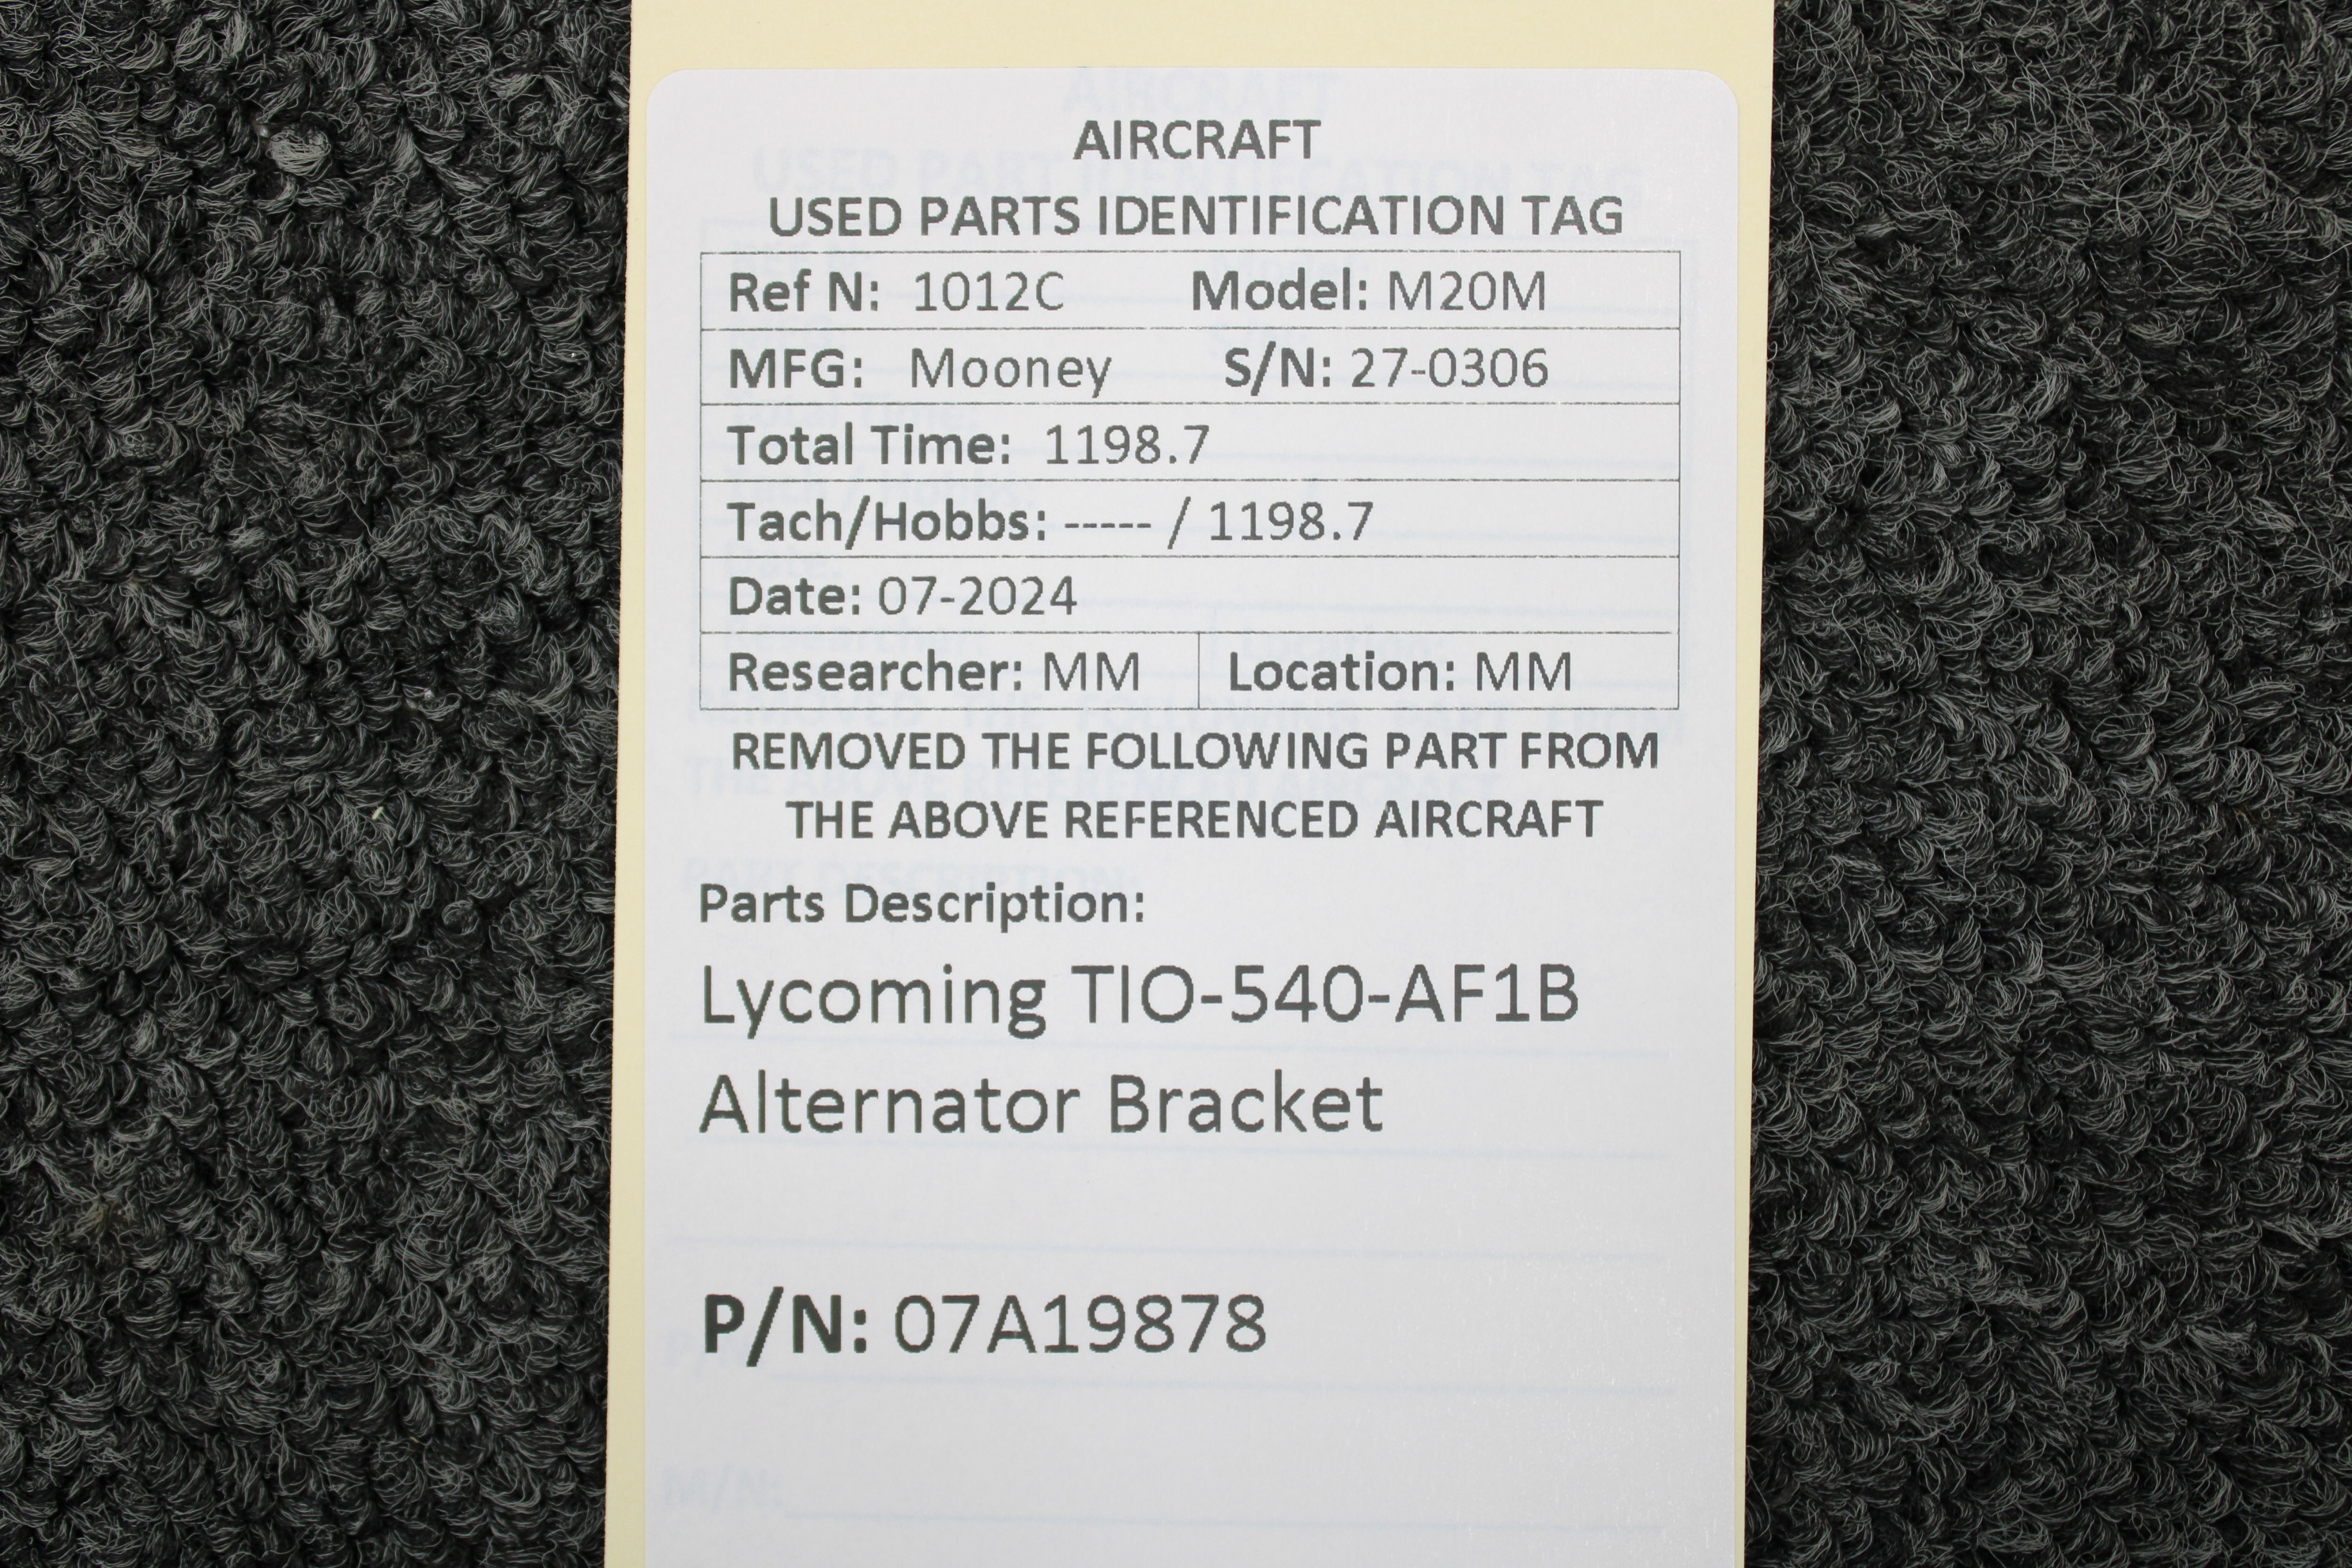 AIRCRAFT
USED PARTS IDENTIFICATION TAG
Ref N: 1012C Model: M20M
MFG: Mooney S/N: 27-0306
Total Time: 1198.7
Tach/Hobbs: ----- / 1198.7
Date: 07-2024
Researcher: MM Location: MM
REMOVED THE FOLLOWING PART FROM
THE ABOVE REFERENCED AIRCRAFT
Parts Description:
Lycoming TIO-540-AF1B
Alternator Bracket
P/N: 07A19878
M/N: